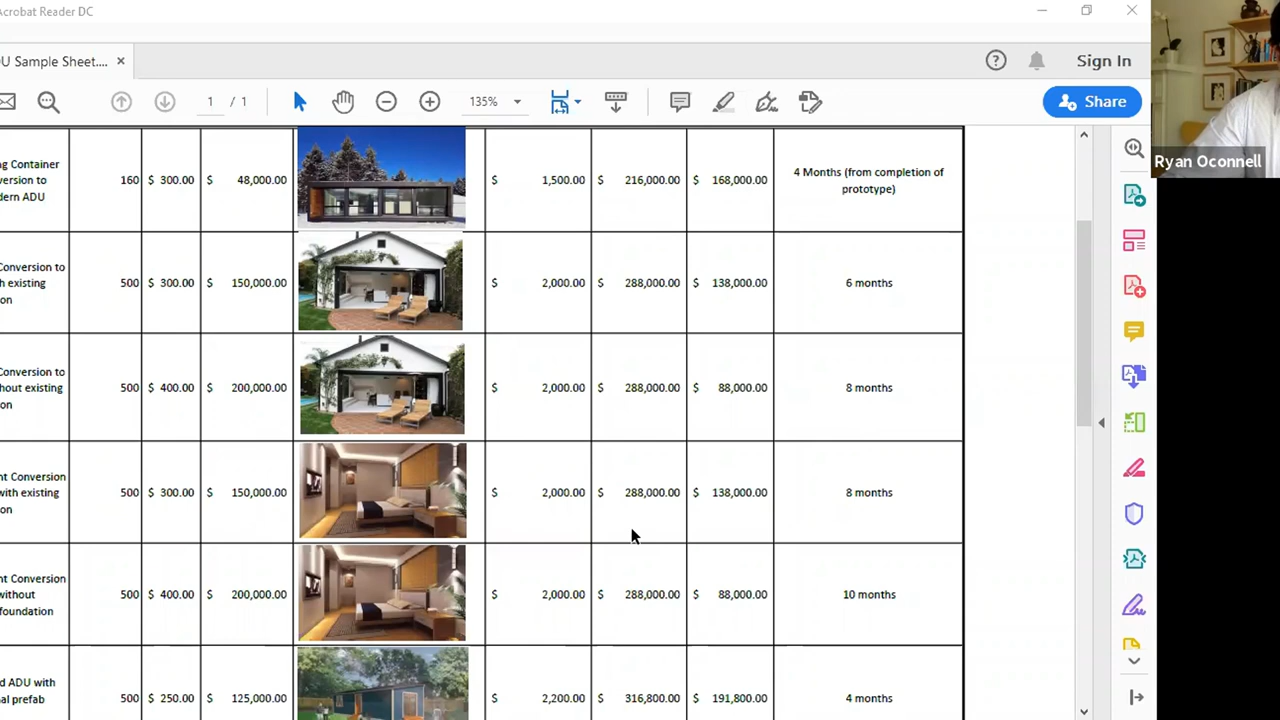 Acrobat Reader DC
U Sample Sheet....
Sign In
1 / 1
135%
Share
Ryan Oconnell
g Container
ersion to
dern ADU
160 $ 300.00 $ 48,000.00 $ 1,500.00 $ 216,000.00 $ 168,000.00
4 Months (from completion of
prototype)
Conversion to
h existing
on
500 $ 300.00 $ 150,000.00 $ 2,000.00 $ 288,000.00 $ 138,000.00 6 months
Conversion to
hout existing
on
500 $ 400.00 $ 200,000.00 $ 2,000.00 $ 288,000.00 $ 88,000.00 8 months
nt Conversion
with existing
on
500 $ 300.00 $ 150,000.00 $ 2,000.00 $ 288,000.00 $ 138,000.00 8 months
nt Conversion
without
foundation
500 $ 400.00 $ 200,000.00 $ 2,000.00 $ 288,000.00 $ 88,000.00 10 months
d ADU with
nal prefab
500 $ 250.00 $ 125,000.00 $ 2,200.00 $ 316,800.00 $ 191,800.00 4 months